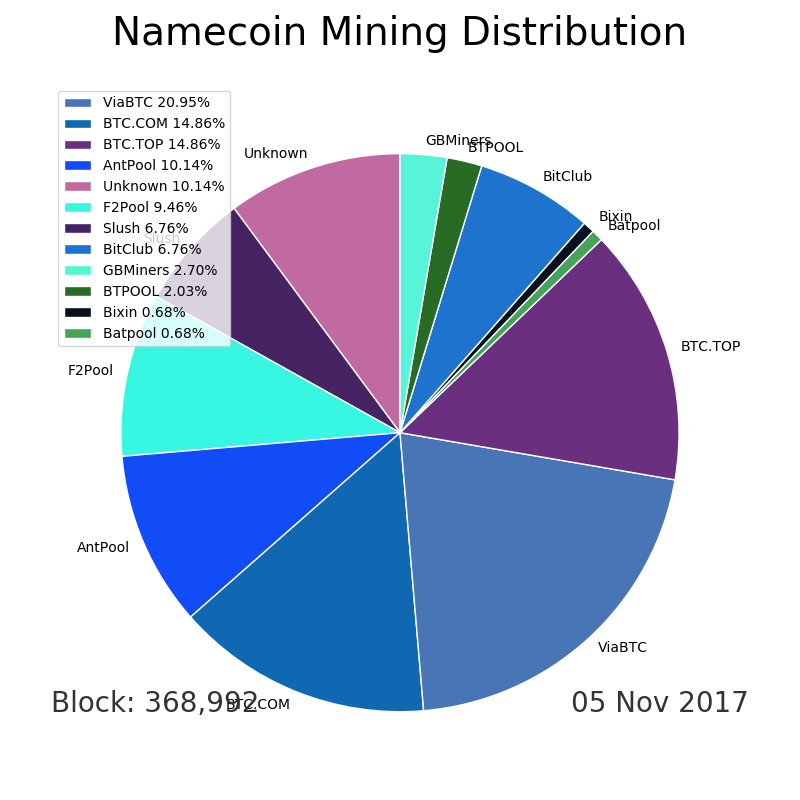 Namecoin Mining Distribution
ViaBTC 20.95%
BTC.COM 14.86%
BTC.TOP 14.86%
AntPool 10.14%
Unknown 10.14%
F2Pool 9.46%
Slush 6.76%
BitClub 6.76%
GBMiners 2.70%
BTPOOL 2.03%
Bixin 0.68%
Batpool 0.68%
GBMiners
BTPOOL
Unknown
BitClub
Bixin
Batpool
Slush
BTC.TOP
F2Pool
AntPool
ViaBTC
BTC.COM
Block: 368,992
05 Nov 2017